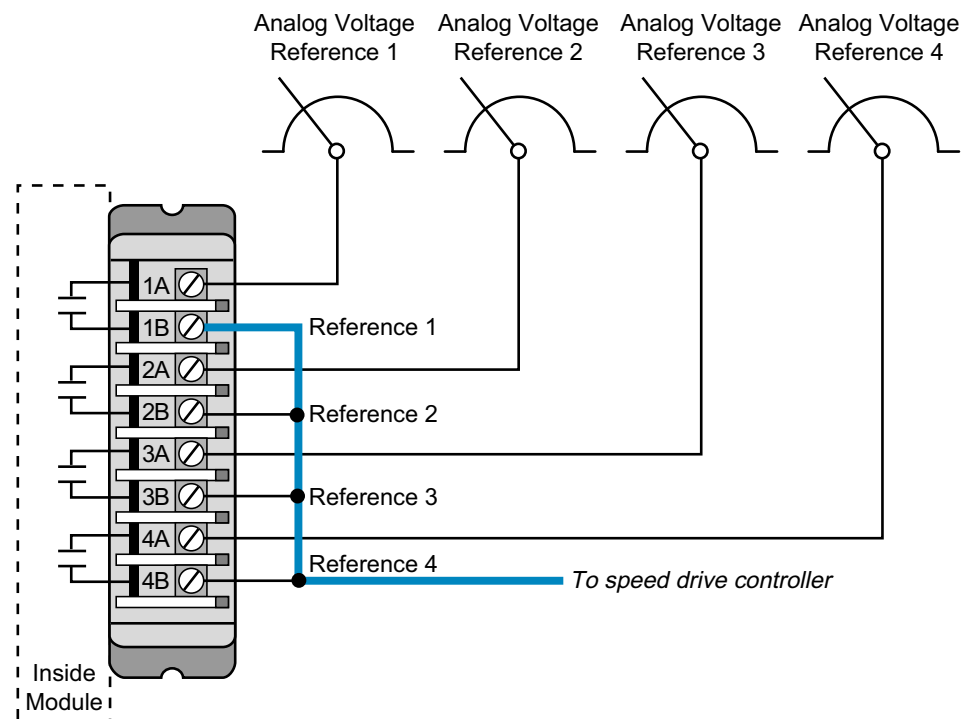 Analog Voltage
Reference 1
Analog Voltage
Reference 2
Analog Voltage
Reference 3
Analog Voltage
Reference 4
1A
1B
Reference 1
2A
2B
Reference 2
3A
3B
Reference 3
4A
Reference 4
4B
To speed drive controller
Inside
Module